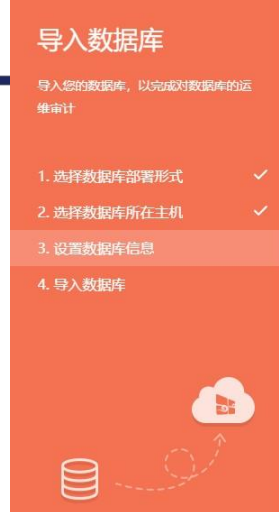 导入数据库
导入您的数据库，以完成对数据库的运
维审计
1. 选择数据库部署形式
2. 选择数据库所在主机
3. 设置数据库信息
4. 导入数据库